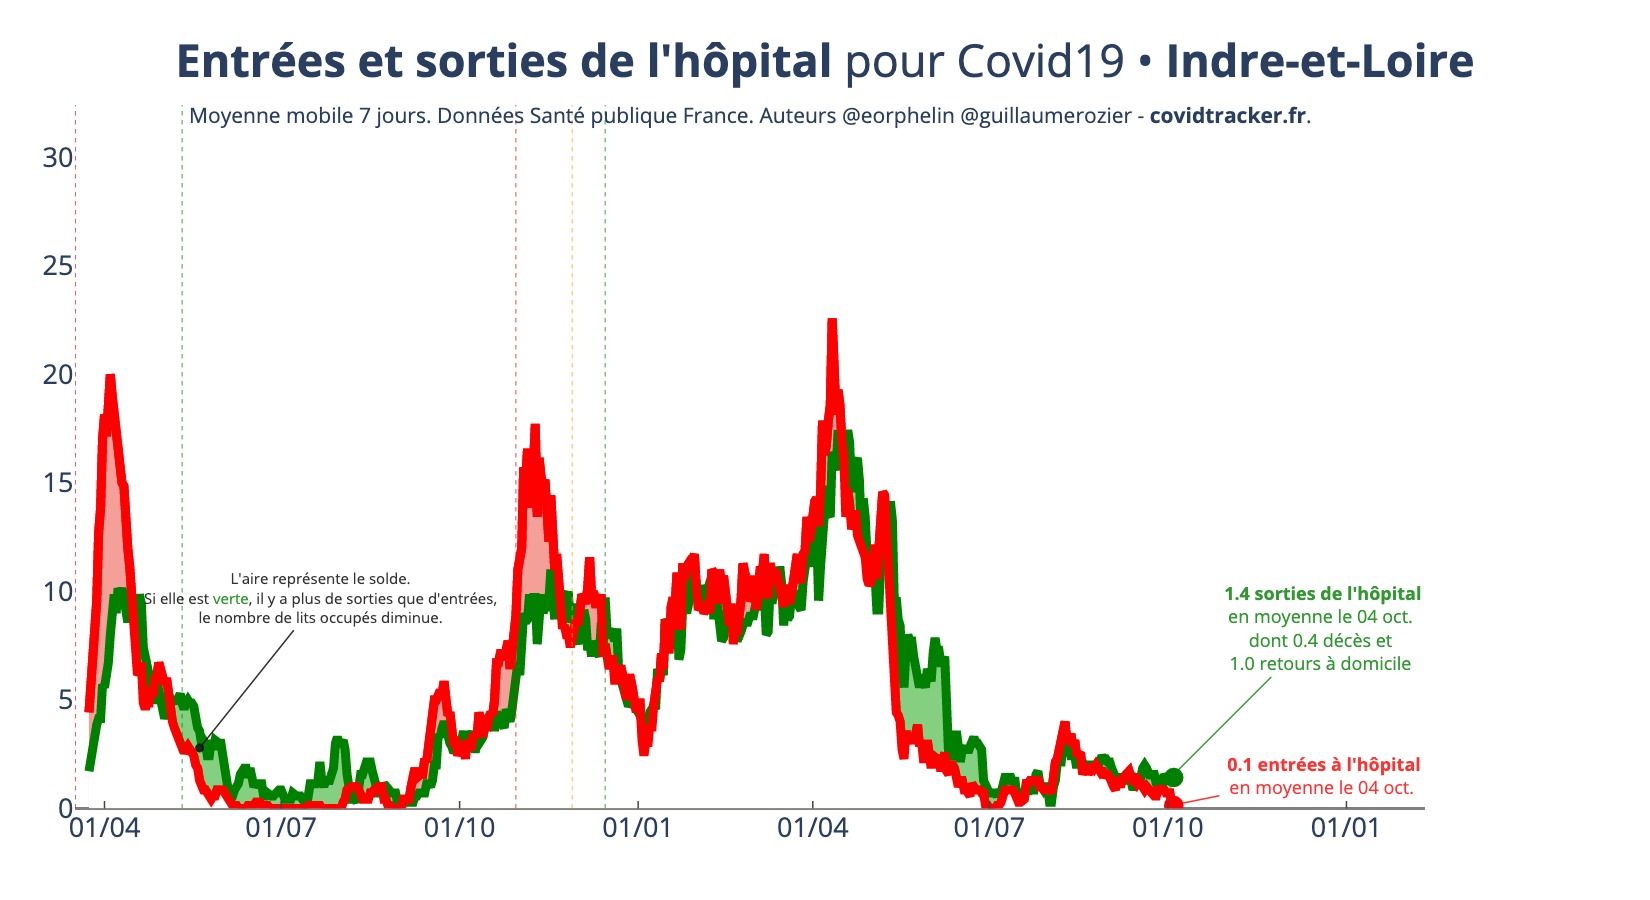 Entrées et sorties de l'hôpital pour Covid19 • Indre-et-Loire
Moyenne mobile 7 jours. Données Santé publique France. Auteurs @eorphelin @guillaumerozier - covidtracker.fr.
30
25
20
15
10
5
0
L'aire représente le solde.
Si elle est verte, il y a plus de sorties que d'entrées,
le nombre de lits occupés diminue.
1.4 sorties de l'hôpital
en moyenne le 04 oct.
dont 0.4 décès et
1.0 retours à domicile
0.1 entrées à l'hôpital
en moyenne le 04 oct.
01/04 01/07 01/10 01/01 01/04 01/07 01/10 01/01